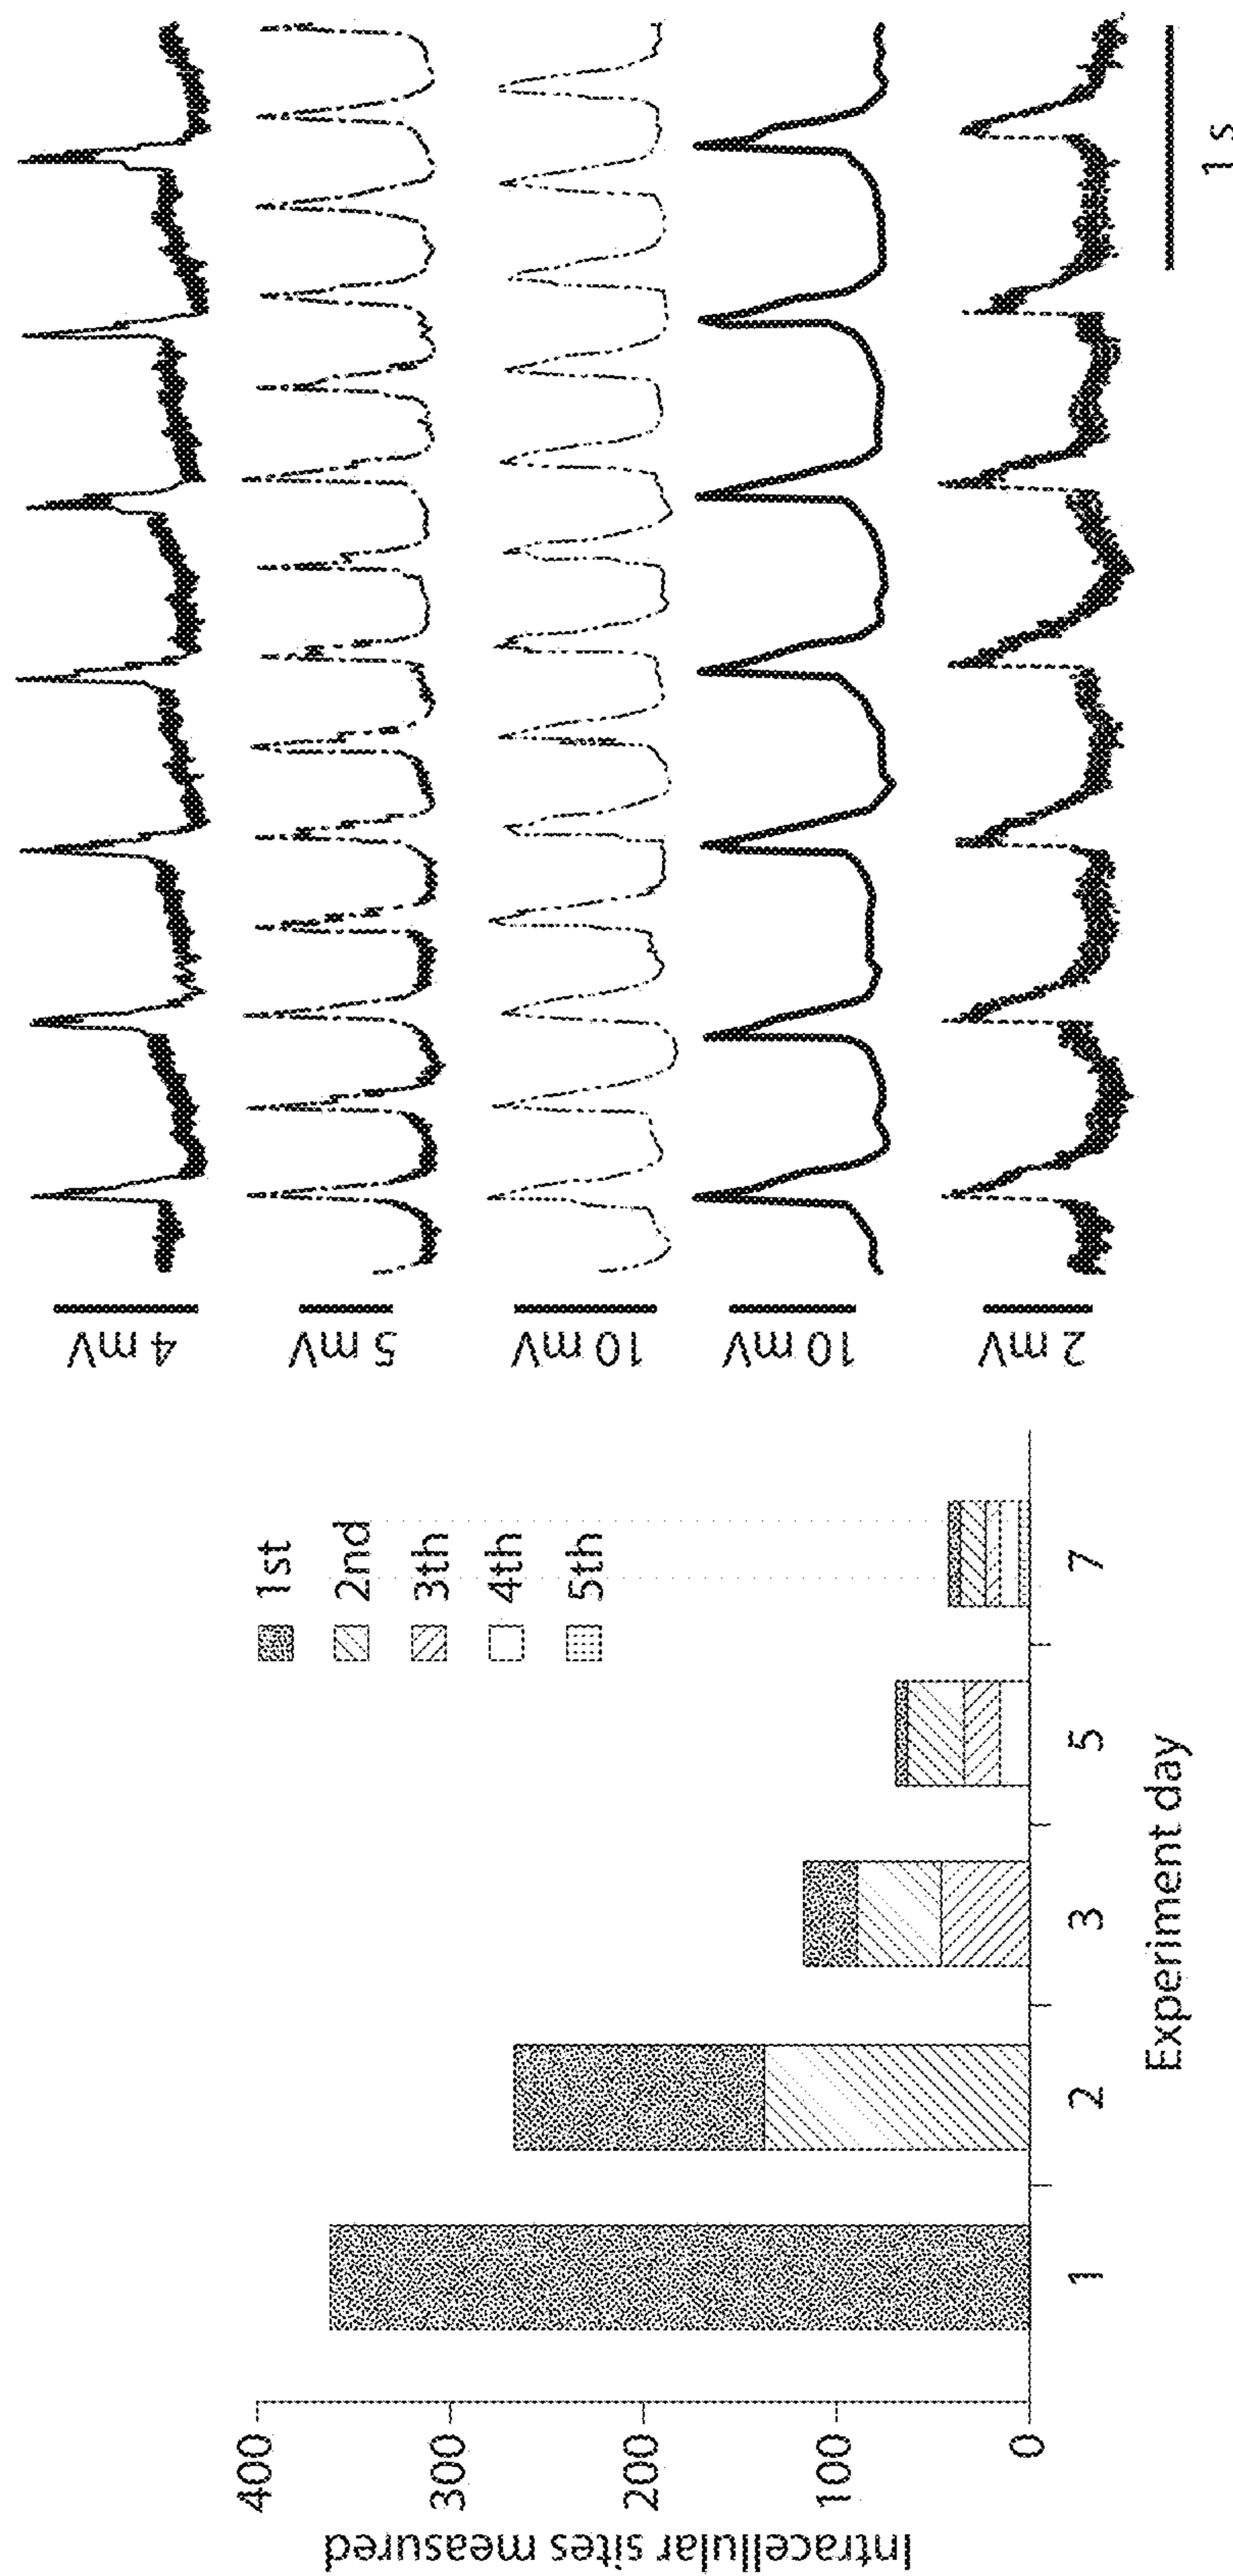 Intracellular sites measured
400
300
200
100
0
1
2
3
5
7
Experiment day
1st
2nd
3th
4th
5th
4 mV
5 mV
10 mV
10 mV
2 mV
1 s